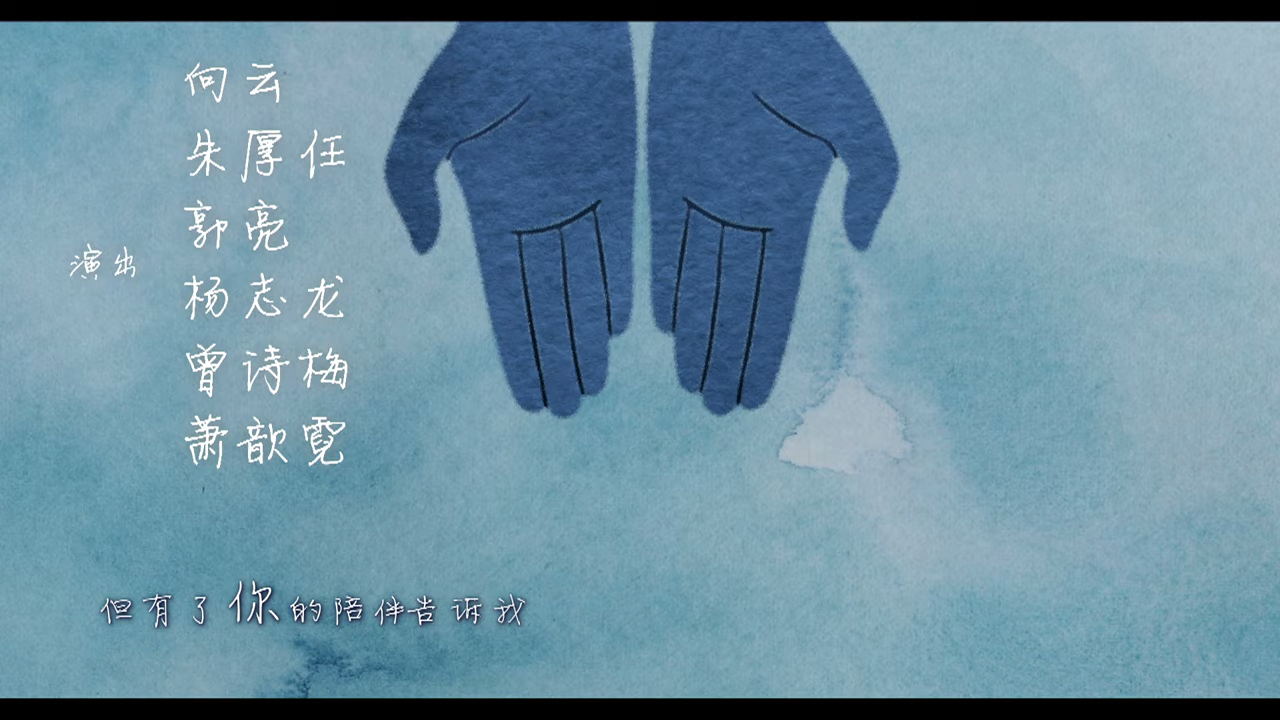 演出
向云
朱厚任
郭亮
杨志龙
曾诗梅
萧歆霓
但有了你的陪伴告诉我